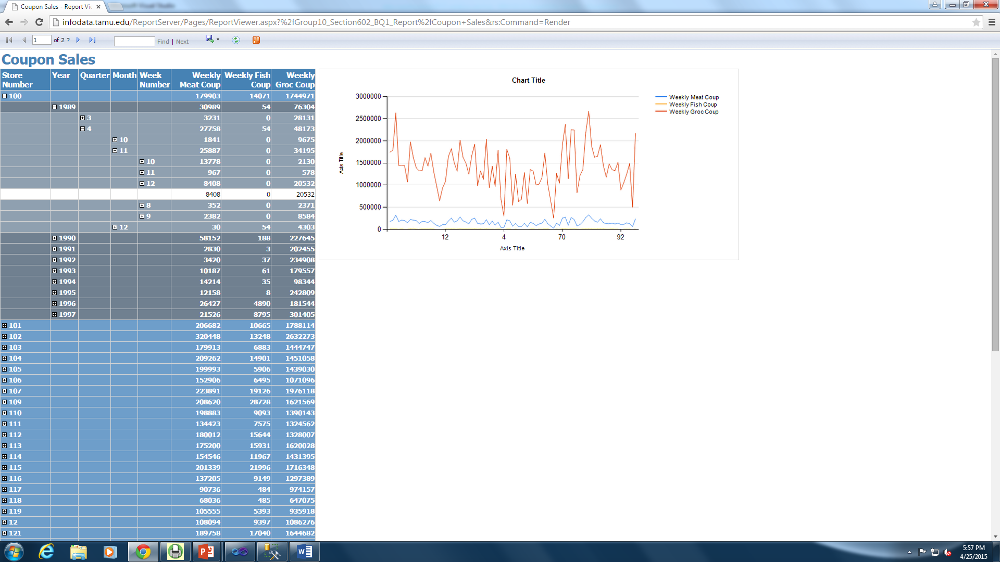 Coupon Sales - Report Vie
infodata.tamu.edu/ReportServer/Pages/ReportViewer.aspx?%2fGroup10_Section602_BQ1_Report%2fCoupon+Sales&rs:Command=Render
1 of 2 ? Find | Next
Coupon Sales
Store Number Year Quarter Month Week Number Weekly Meat Coup Weekly Fish Coup Weekly Groc Coup
100 179903 14071 1744971
1989 30989 54 76304
3 3231 0 28131
4 27758 54 48173
10 1841 0 9675
11 25887 0 34195
10 13778 0 2130
11 967 0 578
12 8408 0 20532
8408 0 20532
8 352 0 2371
9 2382 0 8584
12 30 54 4303
1990 58152 188 227645
1991 2830 3 202455
1992 3420 37 234908
1993 10187 61 179557
1994 14214 35 98344
1995 12158 8 242809
1996 26427 4890 181544
1997 21526 8795 301405
101 206682 10665 1788114
102 320448 13248 2632273
103 179913 6883 1444747
104 209262 14901 1451058
105 199993 5906 1439030
106 152906 6495 1071096
107 223891 19126 1976118
109 208620 28728 1621569
110 198883 9093 1390143
111 134423 7575 1324562
112 180012 15644 1328007
113 175200 15931 1620028
114 154546 11967 1431395
115 201339 21996 1716348
116 137205 9149 1297389
117 90736 484 974157
118 68036 485 647075
119 105555 5393 935918
12 108094 9397 1086276
121 189758 17040 1644682
Chart Title
3000000
2500000
2000000
1500000
1000000
500000
0
Axis Title
12 4 70 92
Axis Title
Weekly Meat Coup
Weekly Fish Coup
Weekly Groc Coup
5:57 PM
4/25/2015